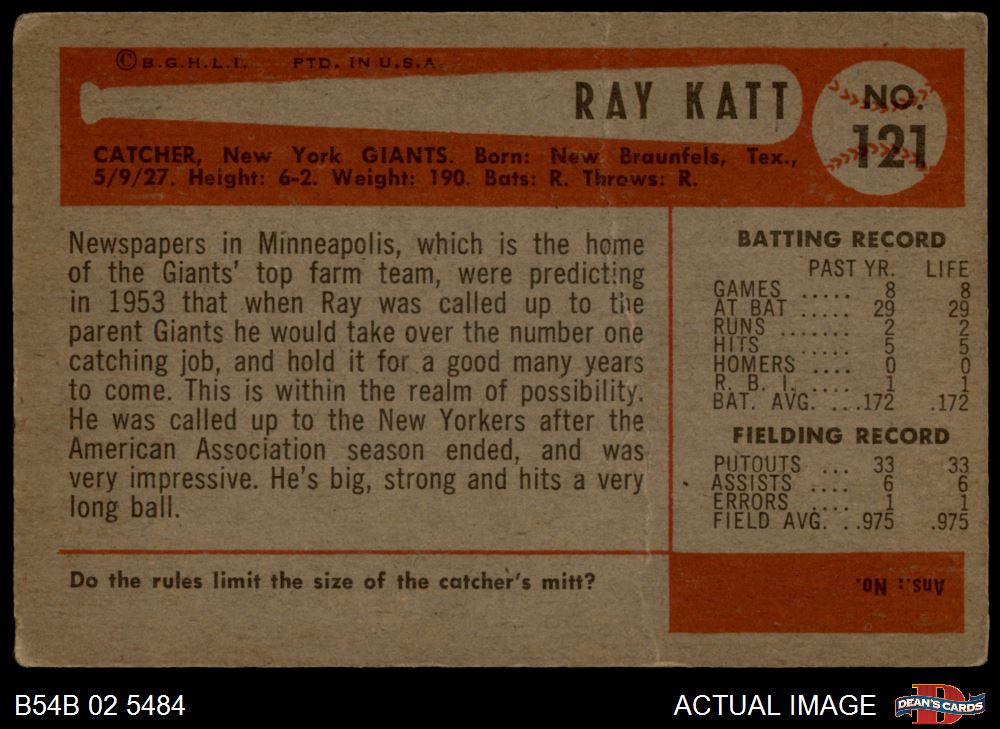 © B.G.H.L.I. PTD. IN U.S.A.
RAY KATT
NO.
121
CATCHER, New York GIANTS. Born: New Braunfels, Tex.,
5/9/27. Height: 6-2. Weight: 190. Bats: R. Throws: R.
Newspapers in Minneapolis, which is the home
of the Giants' top farm team, were predicting
in 1953 that when Ray was called up to the
parent Giants he would take over the number one
catching job, and hold it for a good many years
to come. This is within the realm of possibility.
He was called up to the New Yorkers after the
American Association season ended, and was
very impressive. He's big, strong and hits a very
long ball.
BATTING RECORD
PAST YR. LIFE
GAMES ..... 8 8
AT BAT ..... 29 29
RUNS ....... 2 2
HITS ..... 5 5
HOMERS .... 0 0
R. B. I. .... 1 1
BAT. AVG. ....172 .172
FIELDING RECORD
PUTOUTS ... 33 33
ASSISTS .... 6 6
ERRORS .... 1 1
FIELD AVG. ..975 .975
Do the rules limit the size of the catcher's mitt?
Ans.: No.
B54B 02 5484
ACTUAL IMAGE
DEAN'S CARDS